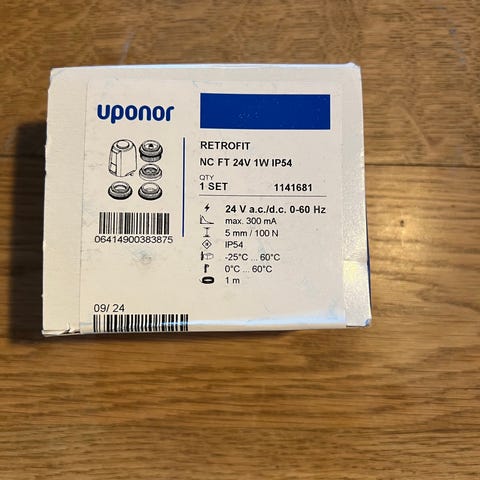 uponor
RETROFIT
NC FT 24V 1W IP54
QTY
1 SET 1141681
24 V a.c./d.c. 0-60 Hz
max. 300 mA
5 mm / 100 N
IP54
-25°C ... 60°C
0°C ... 60°C
1 m
06414900383875
09/ 24